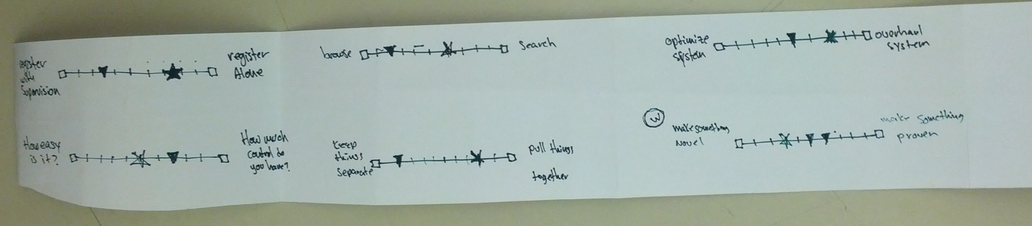 register
with
Supervision
register
Alone
browse
Search
optimize
system
overhaul
system
How easy
is it?
How much
control do
you have?
Keep
things
Separate
pull things
together
W
make something
Novel
make something
proven